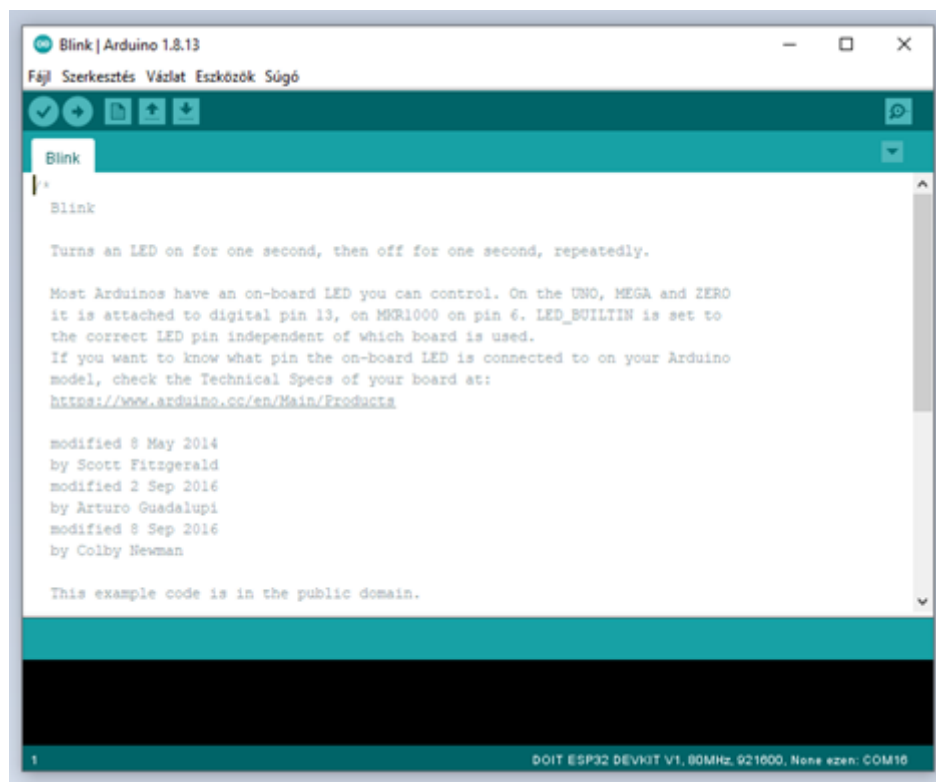 Blink | Arduino 1.8.13
Fájl Szerkesztés Vázlat Eszközök Súgó
Blink
/*
Blink
Turns an LED on for one second, then off for one second, repeatedly.
Most Arduinos have an on-board LED you can control. On the UNO, MEGA and ZERO
it is attached to digital pin 13, on MKR1000 on pin 6. LED_BUILTIN is set to
the correct LED pin independent of which board is used.
If you want to know what pin the on-board LED is connected to on your Arduino
model, check the Technical Specs of your board at:
https://www.arduino.cc/en/Main/Products
modified 8 May 2014
by Scott Fitzgerald
modified 2 Sep 2016
by Arturo Guadalupi
modified 8 Sep 2016
by Colby Newman
This example code is in the public domain.
1 DOIT ESP32 DEVKIT V1, 80MHz, 921600, None ezen: COM16